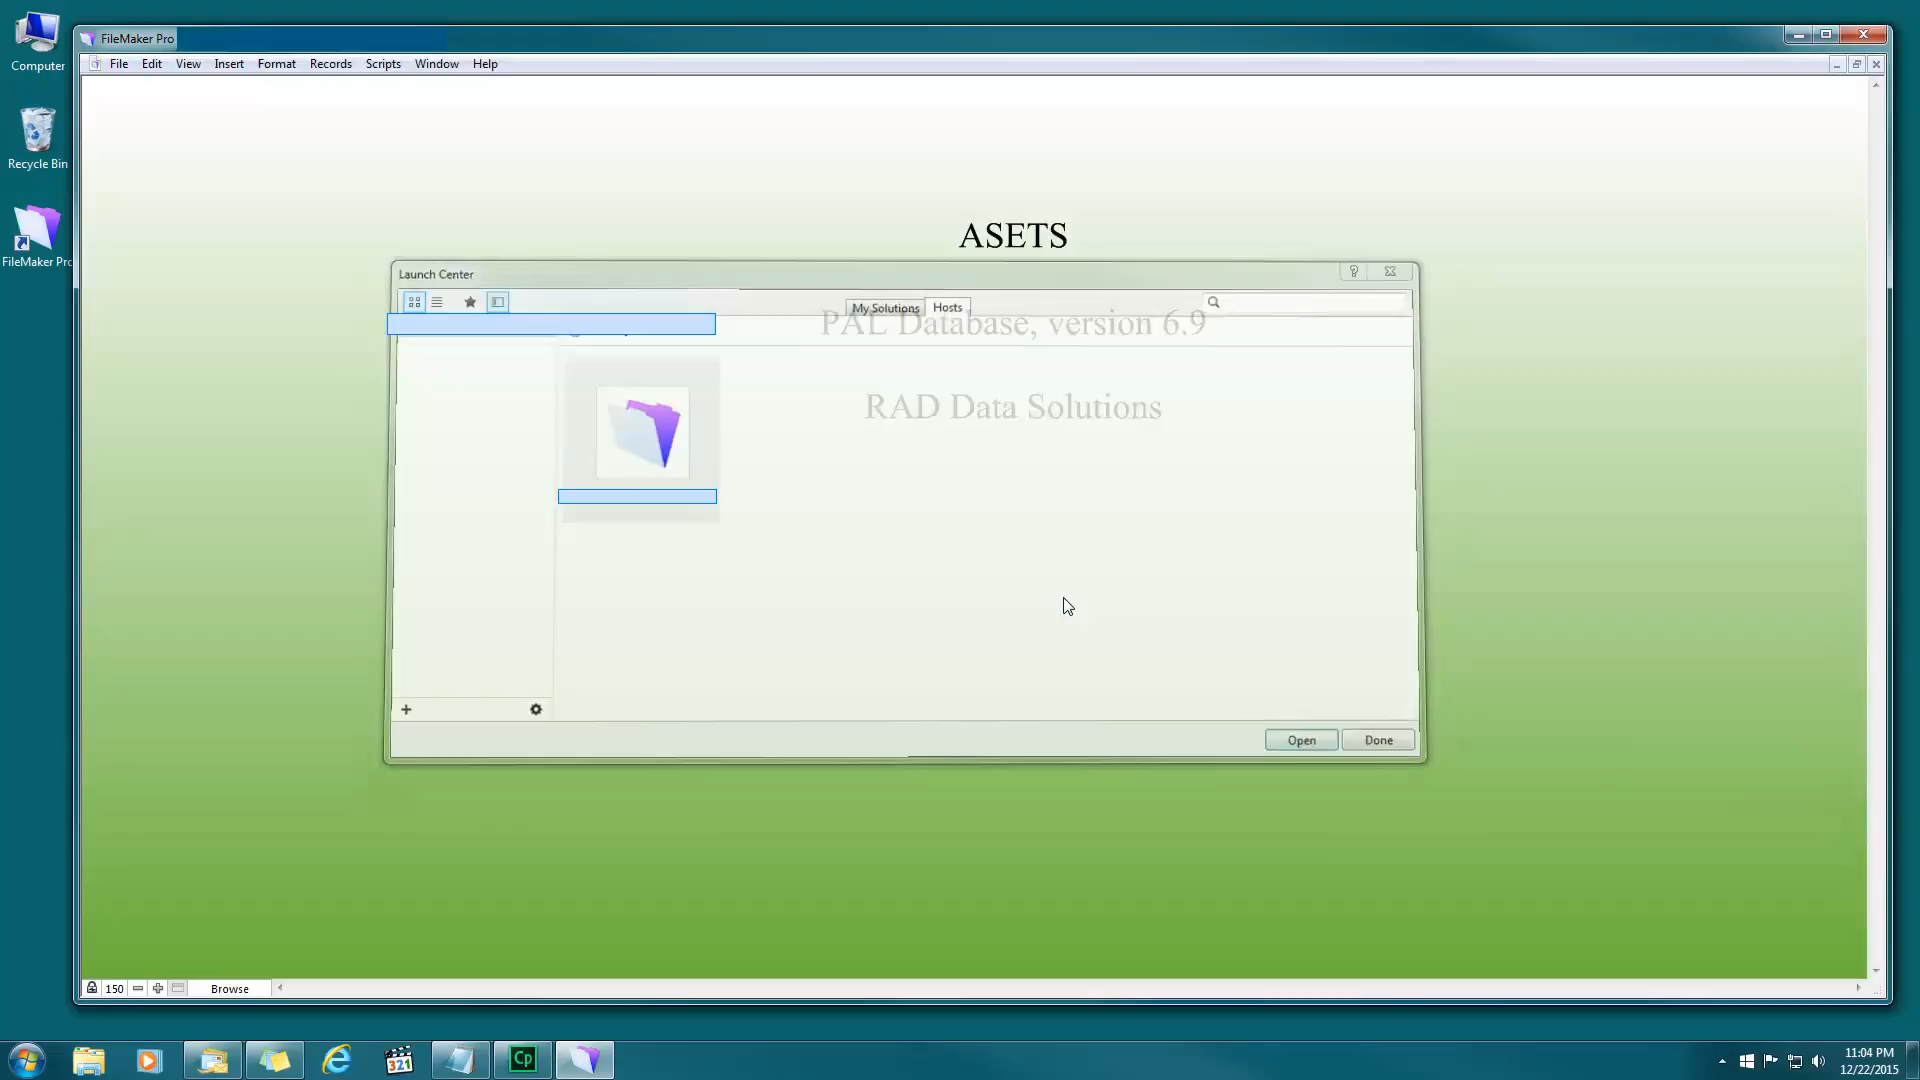 Computer
Recycle Bin
FileMaker Pro
FileMaker Pro
File Edit View Insert Format Records Scripts Window Help
ASETS
Launch Center
My Solutions Hosts
PAL Database, version 6.9
RAD Data Solutions
Open Done
150 Browse
321
Cp
11:04 PM
12/22/2015